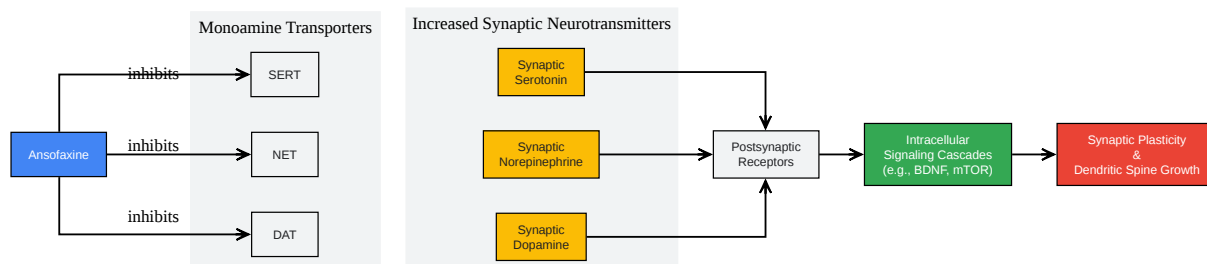 Monoamine Transporters
Increased Synaptic Neurotransmitters
inhibits
SERT
Synaptic
Serotonin
Ansofaxine
inhibits
NET
Synaptic
Norepinephrine
Postsynaptic
Receptors
Intracellular
Signaling Cascades
(e.g., BDNF, mTOR)
Synaptic Plasticity
&
Dendritic Spine Growth
inhibits
DAT
Synaptic
Dopamine